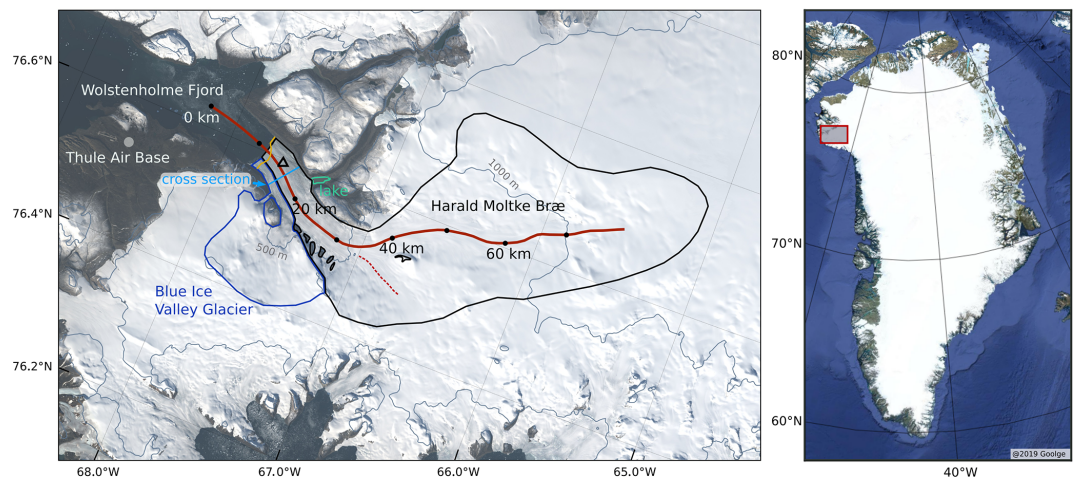 76.6°N
76.4°N
76.2°N
68.0°W
67.0°W
66.0°W
65.0°W
Wolstenholme Fjord
0 km
Thule Air Base
cross section
lake
20 km
500 m
Blue Ice
Valley Glacier
40 km
60 km
1000 m
Harald Moltke Bræ
80°N
70°N
60°N
40°W
@2019 Goolge